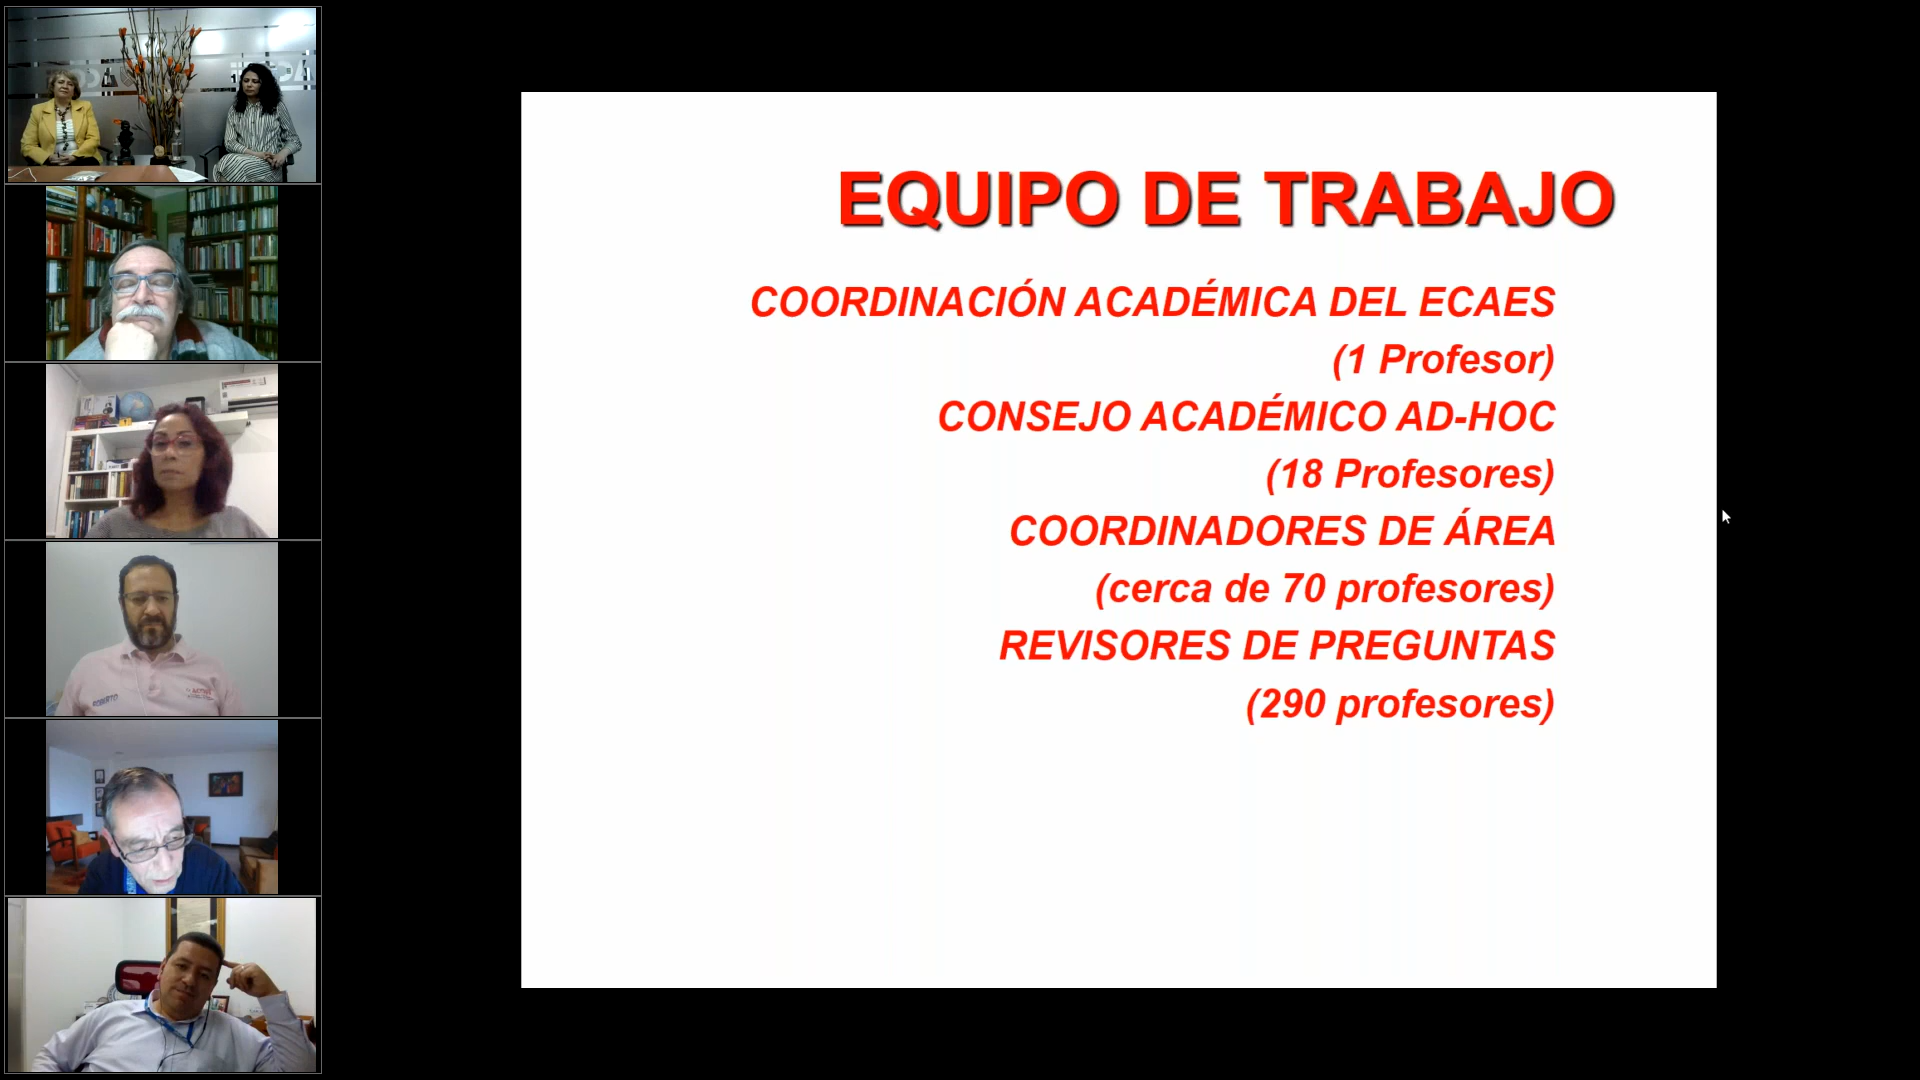 EQUIPO DE TRABAJO
COORDINACIÓN ACADÉMICA DEL ECAES
(1 Profesor)
CONSEJO ACADÉMICO AD-HOC
(18 Profesores)
COORDINADORES DE ÁREA
(cerca de 70 profesores)
REVISORES DE PREGUNTAS
(290 profesores)
ROBERTO